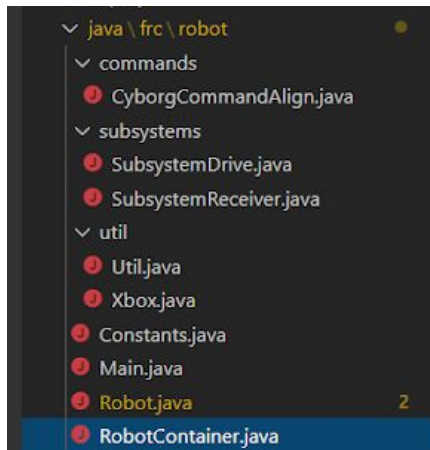 java \ frc \ robot
commands
CyborgCommandAlign.java
subsystems
SubsystemDrive.java
SubsystemReceiver.java
util
Util.java
Xbox.java
Constants.java
Main.java
Robot.java 2
RobotContainer.java